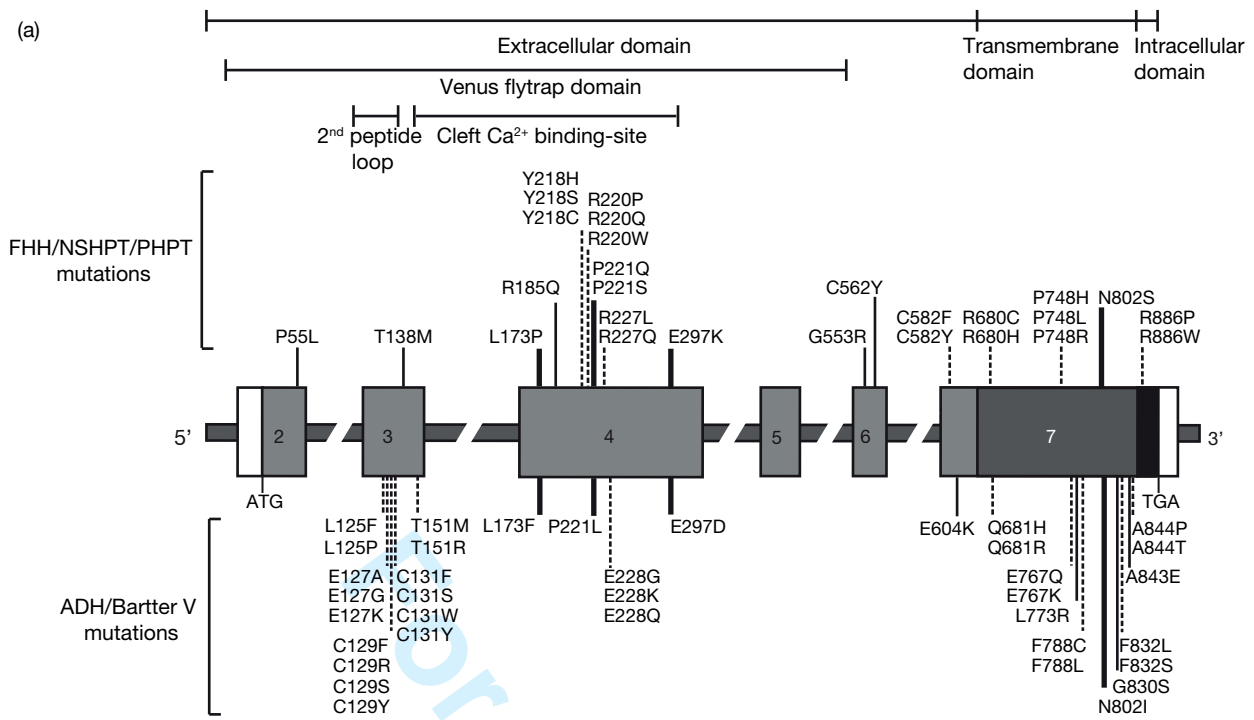 (a)
Extracellular domain
Transmembrane
domain
Intracellular
domain
Venus flytrap domain
2nd peptide
loop
Cleft Ca2+ binding-site
FHH/NSHPT/PHPT
mutations
P55L
T138M
L173P
R185Q
Y218H
Y218S
Y218C
R220P
R220Q
R220W
P221Q
P221S
R227L
R227Q
E297K
G553R
C562Y
C582F
C582Y
R680C
R680H
P748H
P748L
P748R
N802S
R886P
R886W
5’
2
3
4
5
6
7
3’
ATG
TGA
ADH/Bartter V
mutations
L125F
L125P
E127A
E127G
E127K
C129F
C129R
C129S
C129Y
C131F
C131S
C131W
C131Y
T151M
T151R
L173F
P221L
E228G
E228K
E228Q
E297D
E604K
Q681H
Q681R
E767Q
E767K
L773R
F788C
F788L
N802I
G830S
F832L
F832S
A843E
A844P
A844T
For